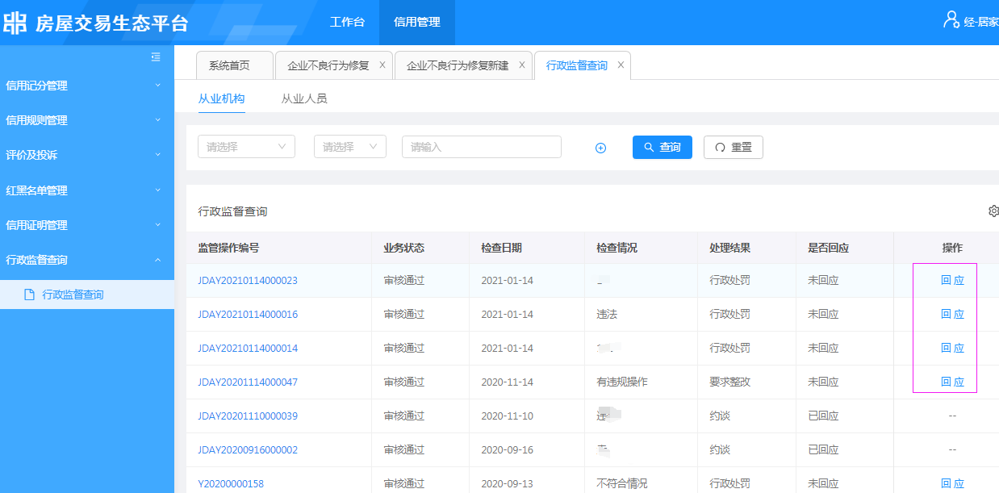 房屋交易生态平台 工作台 信用管理 经-居家
系统首页 企业不良行为修复 X 企业不良行为修复新建 X 行政监督查询 X
信用记分管理
信用规则管理
评价及投诉
红黑名单管理
信用证明管理
行政监督查询
行政监督查询
从业机构 从业人员
请选择 请选择 请输入 查询 重置
行政监督查询
监管操作编号 业务状态 检查日期 检查情况 处理结果 是否回应 操作
JDAY20210114000023 审核通过 2021-01-14 行政处罚 未回应 回应
JDAY20210114000016 审核通过 2021-01-14 违法 行政处罚 未回应 回应
JDAY20210114000014 审核通过 2021-01-14 行政处罚 未回应 回应
JDAY20201114000047 审核通过 2020-11-14 有违规操作 要求整改 未回应 回应
JDAY20201110000039 审核通过 2020-11-10 约谈 已回应 --
JDAY20200916000002 审核通过 2020-09-16 约谈 已回应 --
Y20200000158 审核通过 2020-09-13 不符合情况 行政处罚 未回应 回应